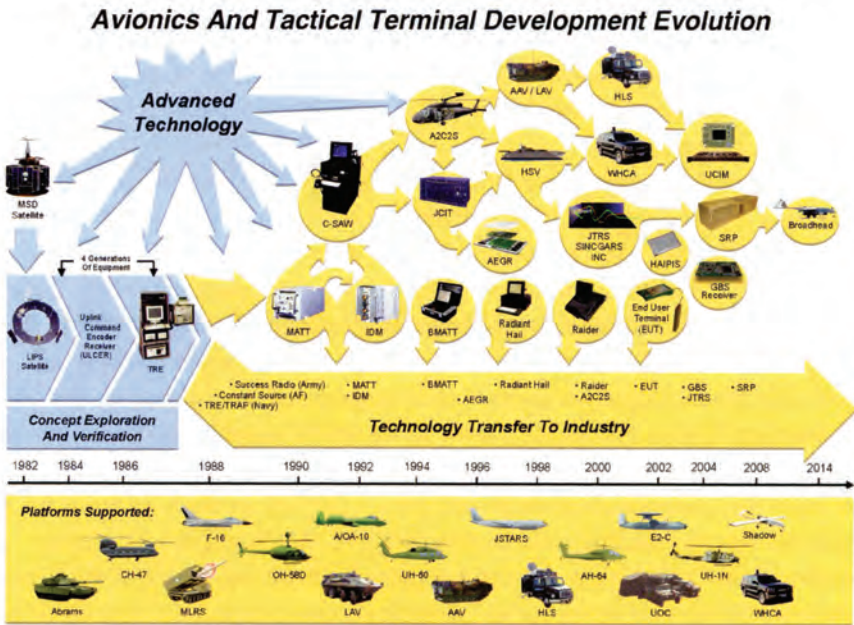 Avionics And Tactical Terminal Development Evolution
Advanced
Technology
MSD
Satellite
A2C2S
AAV / LAV
HLS
C-SAW
JCIT
HSV
WHCA
UCIM
AEGR
JTRS
SINCGARS
INC
HAIPIS
SRP
Broadhead
GBS
Receiver
4 Generations
Of Equipment
LIPS
Satellite
Uplink
Command
Encoder
Receiver
(ULCER)
TRE
MATT
IDM
BMATT
Radiant
Hail
Raider
End User
Terminal
(EUT)
• Success Radio (Army)
• Constant Source (AF)
• TRE/TRAP (Navy)
• MATT
• IDM
• BMATT
• AEGR
• Radiant Hail
• Raider
• A2C2S
• EUT
• GBS
• JTRS
• SRP
Concept Exploration
And Verification
Technology Transfer To Industry
1982 1984 1986 1988 1990 1992 1994 1996 1998 2000 2002 2004 2008 2014
Platforms Supported:
F-16 A/OA-10 JSTARS E2-C Shadow
CH-47 OH-58D UH-60 AH-64 UH-1N
Abrams MLRS LAV AAV HLS UOC WHCA